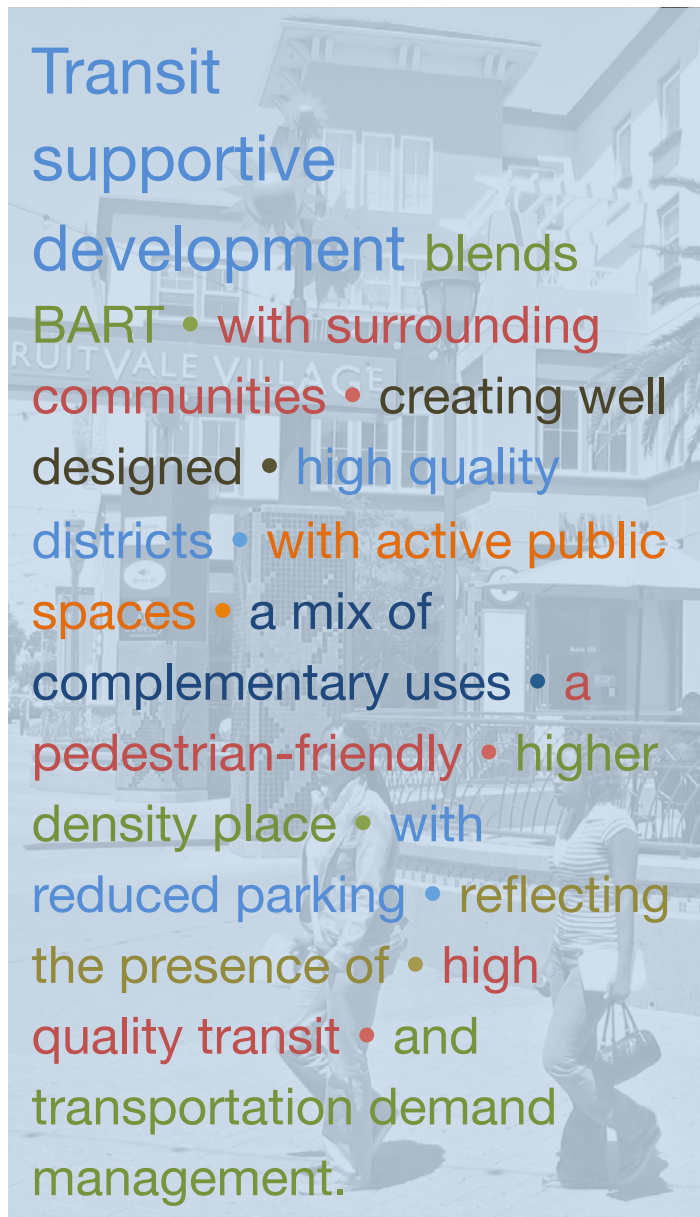 Transit
supportive
development blends
BART • with surrounding
communities • creating well
designed • high quality
districts • with active public
spaces • a mix of
complementary uses • a
pedestrian-friendly • higher
density place • with
reduced parking • reflecting
the presence of • high
quality transit • and
transportation demand
management.
RUITVALE VILLAGE